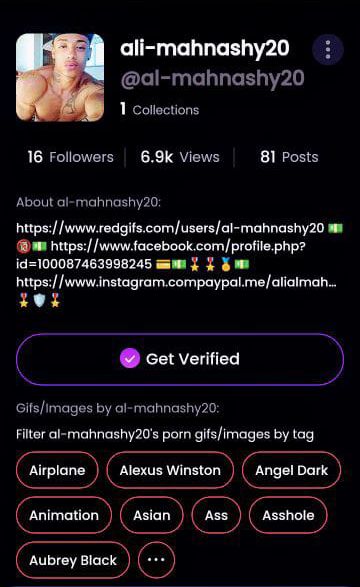 ali-mahnashy20
@al-mahnashy20
1 Collections
16 Followers 6.9k Views 81 Posts
About al-mahnashy20:
https://www.redgifs.com/users/al-mahnashy20 💵
🔞💵 https://www.facebook.com/profile.php?
id=100087463998245 💳💵🎖️🎖️🏅💵
https://www.instagram.compaypal.me/alialmah...
🎖️🛡️🎖️
Get Verified
Gifs/Images by al-mahnashy20:
Filter al-mahnashy20's porn gifs/images by tag
Airplane Alexus Winston Angel Dark
Animation Asian Ass Asshole
Aubrey Black ...